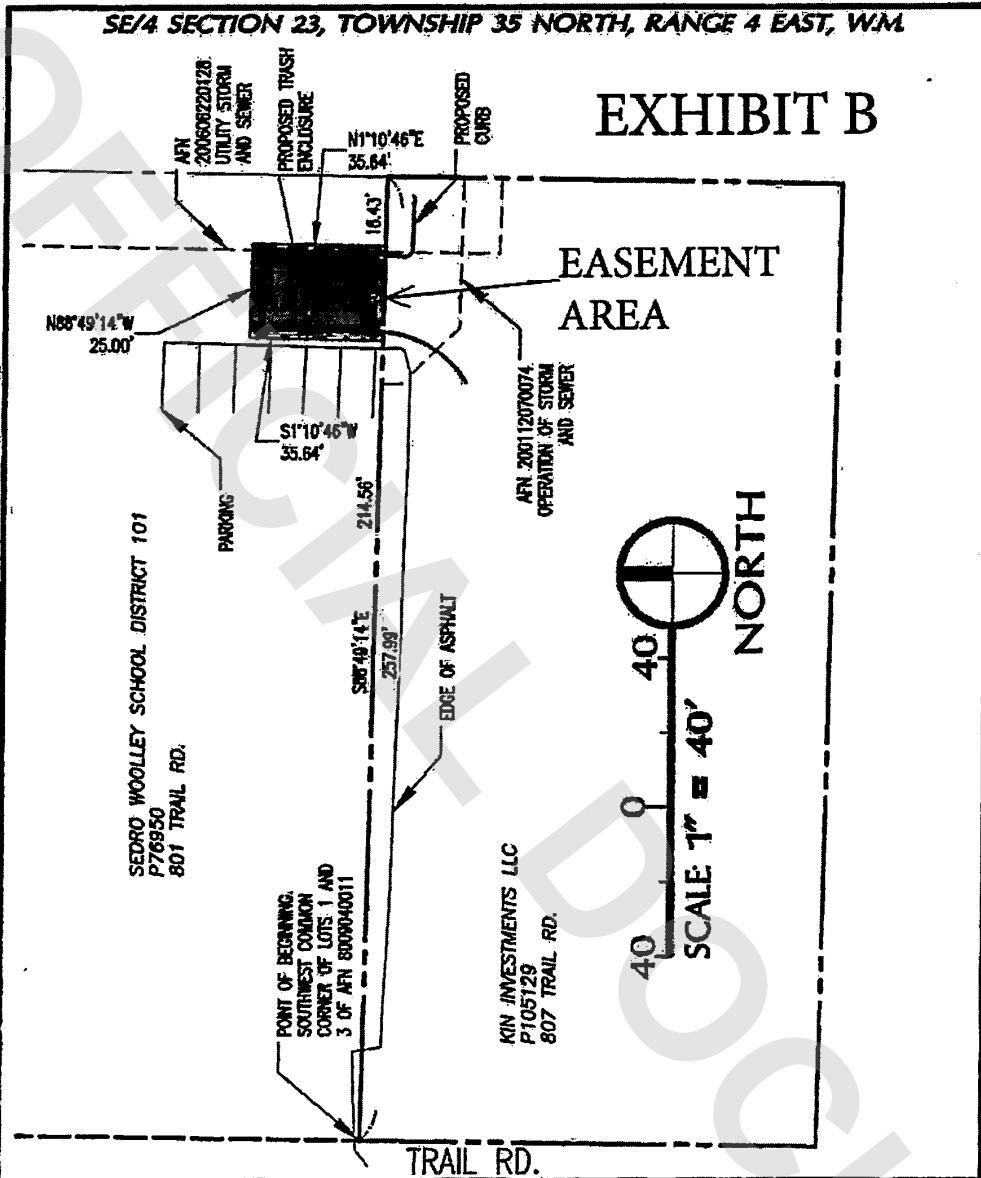 SE/4 SECTION 23, TOWNSHIP 35 NORTH, RANGE 4 EAST, W.M.
EXHIBIT B
AFN
200606220128.
UTILITY STORM
AND SEWER
PROPOSED TRASH
ENCLOSURE
N1°10'46"E
35.64'
PROPOSED
CURB
16.43'
EASEMENT
AREA
N88°49'14"W
25.00'
S1°10'46"W
35.64'
PARKING
AFN 200112070074.
OPERATION OF STORM
AND SEWER
214.56'
S88°49'14"E
257.99'
EDGE OF ASPHALT
SEDRO WOOLLEY SCHOOL DISTRICT 101
P76950
801 TRAIL RD.
NORTH
40 0 40
SCALE 1" = 40'
POINT OF BEGINNING.
SOUTHWEST COMMON
CORNER OF LOTS 1 AND
3 OF AFN 8009040011
KIN INVESTMENTS LLC
P105129
807 TRAIL RD.
TRAIL RD.
OFFICIAL DOC